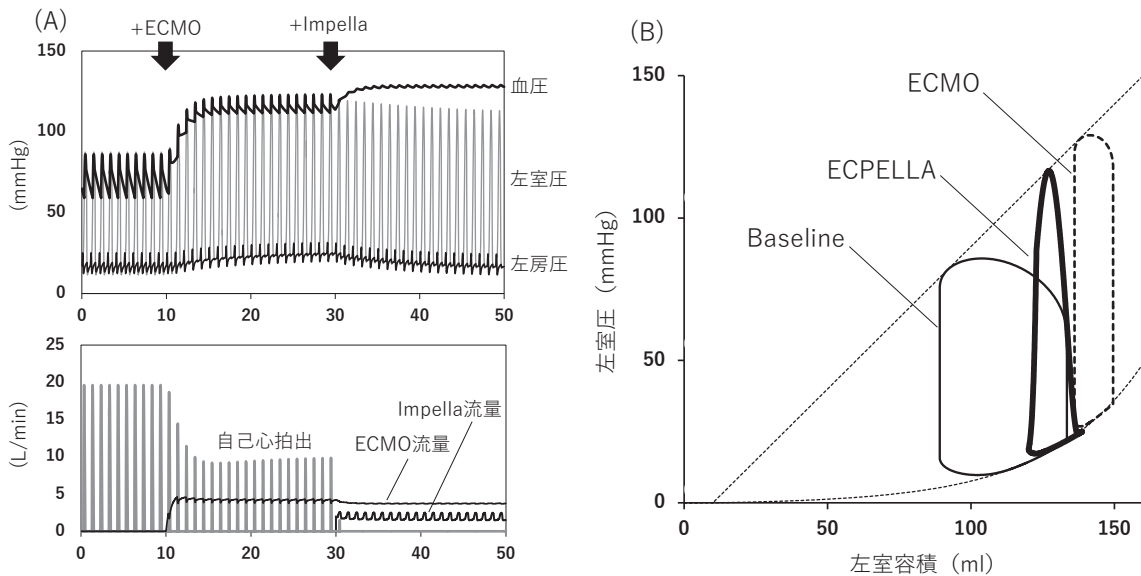 (A)
+ECMO
+Impella
150
100
50
0
(mmHg)
血圧
左室圧
左房圧
0
10
20
30
40
50
25
20
15
10
5
0
(L/min)
Impella流量
自己心拍出
ECMO流量
0
10
20
30
40
50
(B)
150
100
50
0
左室圧（mmHg）
ECMO
ECPELLA
Baseline
0
50
100
150
左室容積（ml）